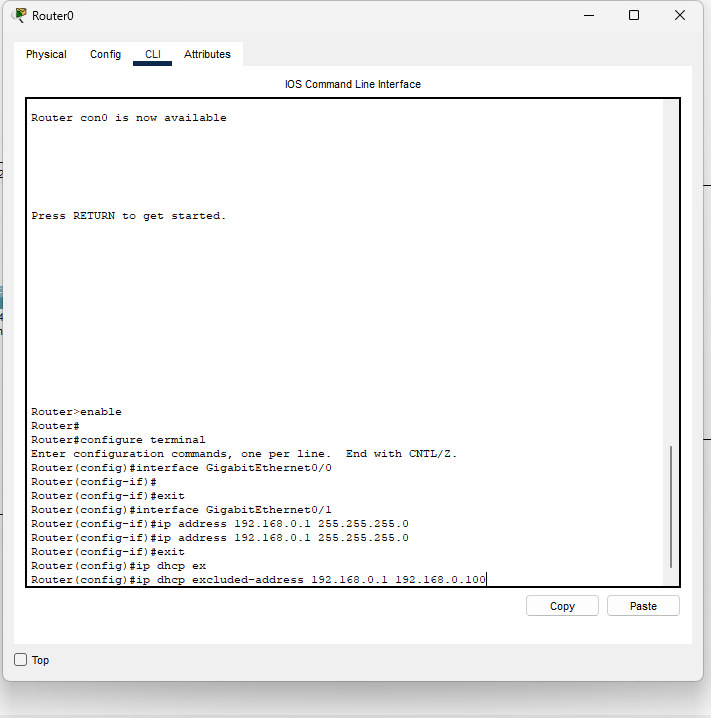 Router0
Physical Config CLI Attributes
IOS Command Line Interface
Router con0 is now available
Press RETURN to get started.
Router>enable
Router#
Router#configure terminal
Enter configuration commands, one per line.  End with CNTL/Z.
Router(config)#interface GigabitEthernet0/0
Router(config-if)#
Router(config-if)#exit
Router(config)#interface GigabitEthernet0/1
Router(config-if)#ip address 192.168.0.1 255.255.255.0
Router(config-if)#ip address 192.168.0.1 255.255.255.0
Router(config-if)#exit
Router(config)#ip dhcp ex
Router(config)#ip dhcp excluded-address 192.168.0.1 192.168.0.100
Copy Paste
Top